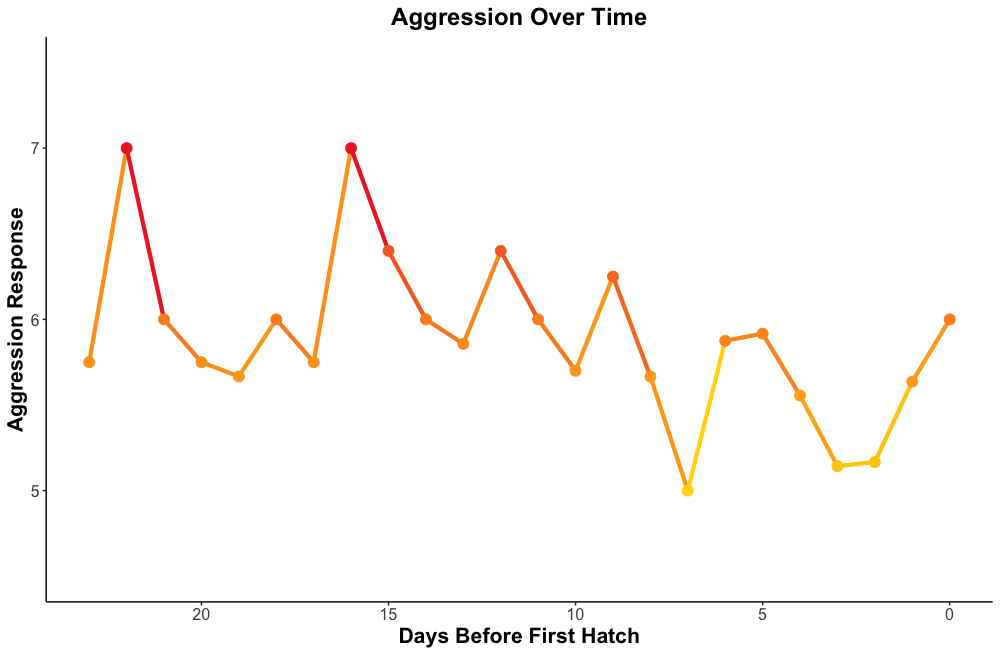 Aggression Over Time
Aggression Response
7
6
5
20 15 10 5 0
Days Before First Hatch